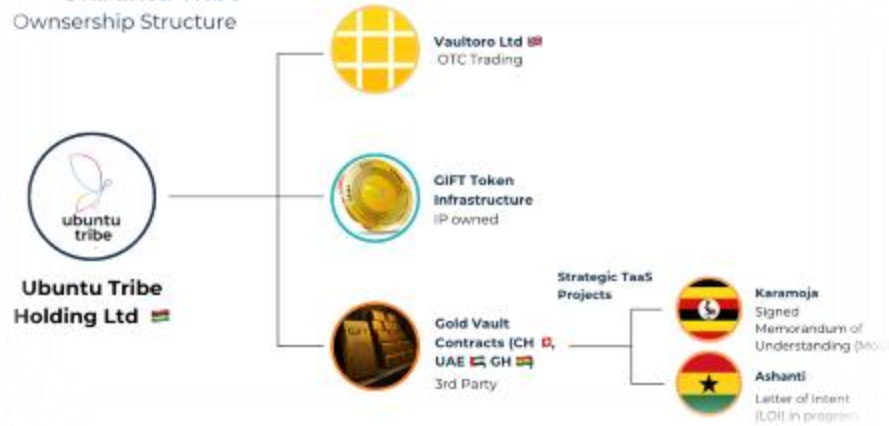 Ownsership Structure
Vaultoro Ltd
OTC Trading
GIFT Token
Infrastructure
IP owned
ubuntu
tribe
Ubuntu Tribe
Holding Ltd
Strategic TaaS
Projects
Gold Vault
Contracts (CH
UAE GH
3rd Party
Karamoja
Signed
Memorandum of
Understanding
Ashanti
Letter of Intent
(LOI) in progress